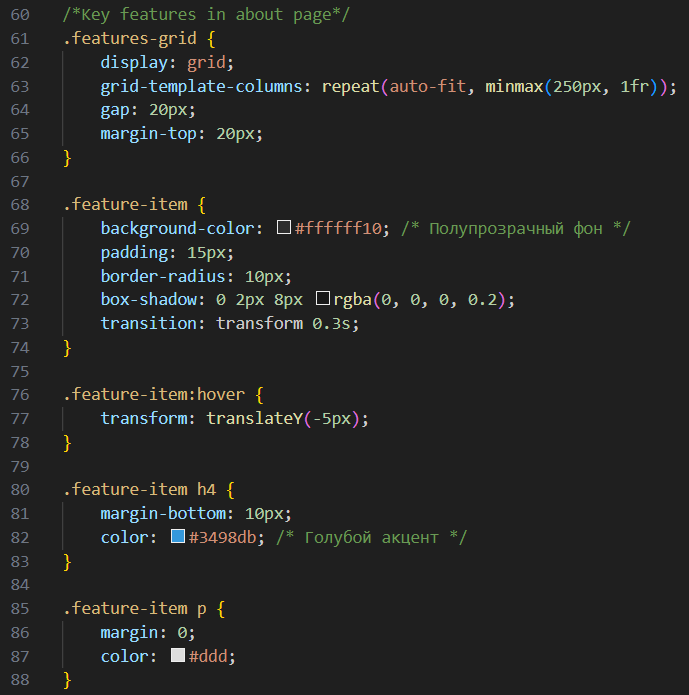 60 /*Key features in about page*/
61 .features-grid {
62     display: grid;
63     grid-template-columns: repeat(auto-fit, minmax(250px, 1fr));
64     gap: 20px;
65     margin-top: 20px;
66 }
67
68 .feature-item {
69     background-color: #ffffff10; /* Полупрозрачный фон */
70     padding: 15px;
71     border-radius: 10px;
72     box-shadow: 0 2px 8px rgba(0, 0, 0, 0.2);
73     transition: transform 0.3s;
74 }
75
76 .feature-item:hover {
77     transform: translateY(-5px);
78 }
79
80 .feature-item h4 {
81     margin-bottom: 10px;
82     color: #3498db; /* Голубой акцент */
83 }
84
85 .feature-item p {
86     margin: 0;
87     color: #ddd;
88 }